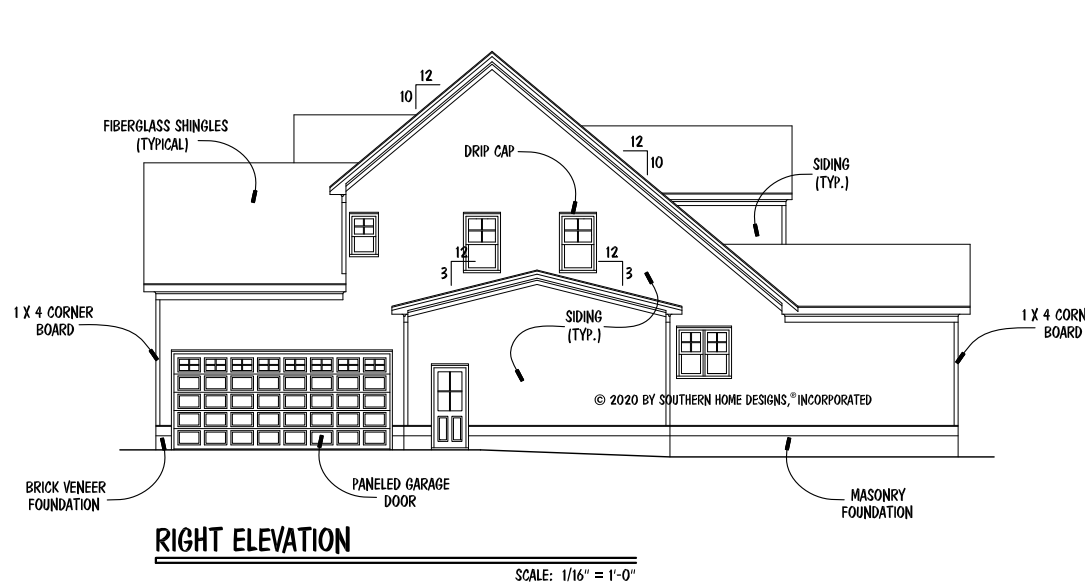 12
10
FIBERGLASS SHINGLES
(TYPICAL)
DRIP CAP
12
10
SIDING
(TYP.)
12
3
12
3
1 X 4 CORNER
BOARD
SIDING
(TYP.)
1 X 4 CORN
BOARD
© 2020 BY SOUTHERN HOME DESIGNS,® INCORPORATED
BRICK VENEER
FOUNDATION
PANELED GARAGE
DOOR
MASONRY
FOUNDATION
RIGHT ELEVATION
SCALE: 1/16" = 1'-0"